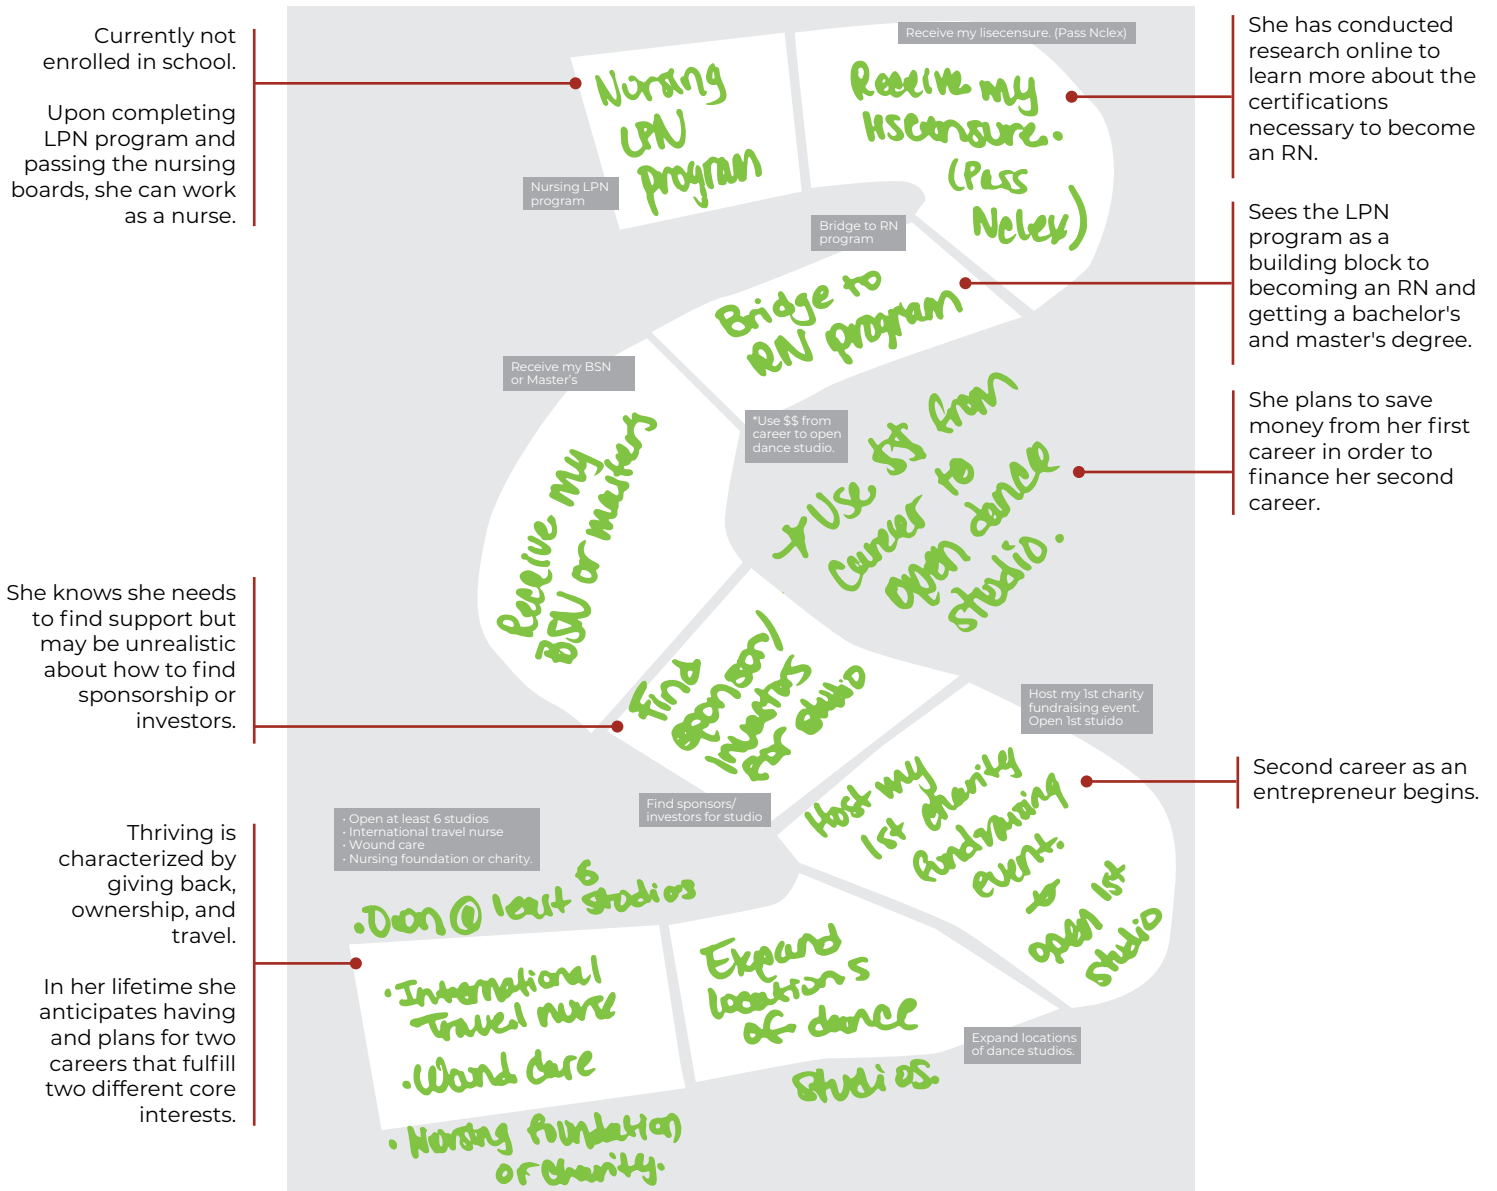 Currently not
enrolled in school.
Upon completing
LPN program and
passing the nursing
boards, she can work
as a nurse.
Nursing
LPN
program
Nursing LPN
program
Receive my lisecensure. (Pass Nclex)
Receive my
lisecensure.
(Pass
Nclex)
She has conducted
research online to
learn more about the
certifications
necessary to become
an RN.
Bridge to RN
program
Bridge to
RN program
Sees the LPN
program as a
building block to
becoming an RN and
getting a bachelor's
and master's degree.
Receive my BSN
or Master's
Receive my
BSN or masters
*Use $$ from
career to open
dance studio.
* Use $$ from
career to
open dance
studio.
She plans to save
money from her first
career in order to
finance her second
career.
She knows she needs
to find support but
may be unrealistic
about how to find
sponsorship or
investors.
Find
sponsors/
investors
for studio
Find sponsors/
investors for studio
Host my 1st charity
fundraising event.
Open 1st stuido
Host my
1st charity
fundraising
event.
open 1st
studio
Second career as an
entrepreneur begins.
Thriving is
characterized by
giving back,
ownership, and
travel.
In her lifetime she
anticipates having
and plans for two
careers that fulfill
two different core
interests.
• Open at least 6 studios
• International travel nurse
• Wound care
• Nursing foundation or charity.
• Open @ least 6 studios
• International
Travel nurse
• Wound Care
• Nursing foundation
or charity.
Expand
locations
of dance
studios.
Expand locations
of dance studios.